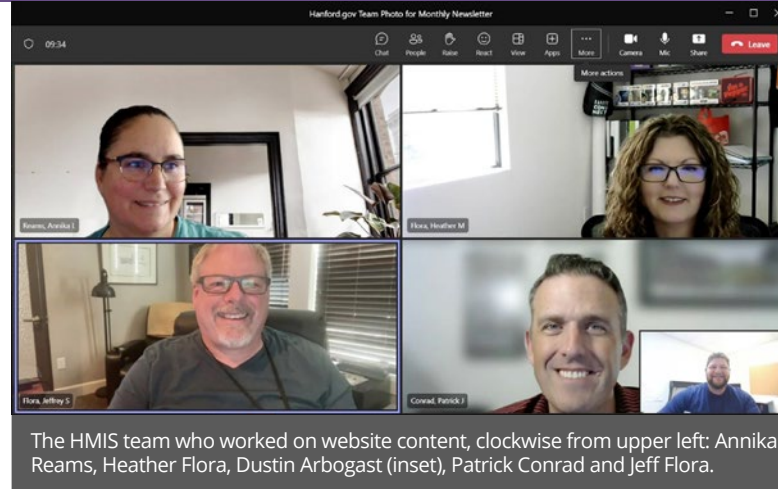 Hanford.gov Team Photo for Monthly Newsletter
09:34
Chat People Raise React View Apps More Camera Mic Share Leave
More actions
Reams, Annika L
Flora, Heather M
Flora, Jeffrey S
Conrad, Patrick J
The HMIS team who worked on website content, clockwise from upper left: Annika
Reams, Heather Flora, Dustin Arbogast (inset), Patrick Conrad and Jeff Flora.